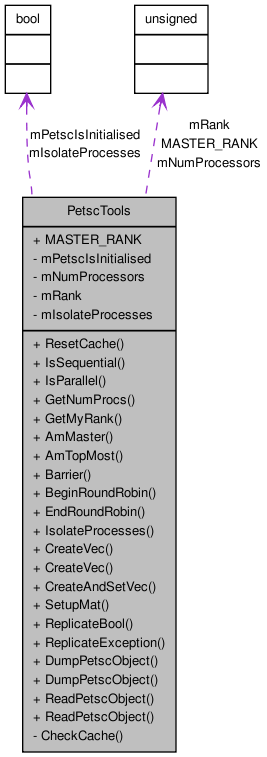 bool
unsigned
mPetscIsInitialised
mIsolateProcesses
mRank
MASTER_RANK
mNumProcessors
PetscTools
+ MASTER_RANK
- mPetscIsInitialised
- mNumProcessors
- mRank
- mIsolateProcesses
+ ResetCache()
+ IsSequential()
+ IsParallel()
+ GetNumProcs()
+ GetMyRank()
+ AmMaster()
+ AmTopMost()
+ Barrier()
+ BeginRoundRobin()
+ EndRoundRobin()
+ IsolateProcesses()
+ CreateVec()
+ CreateVec()
+ CreateAndSetVec()
+ SetupMat()
+ ReplicateBool()
+ ReplicateException()
+ DumpPetscObject()
+ DumpPetscObject()
+ ReadPetscObject()
+ ReadPetscObject()
- CheckCache()